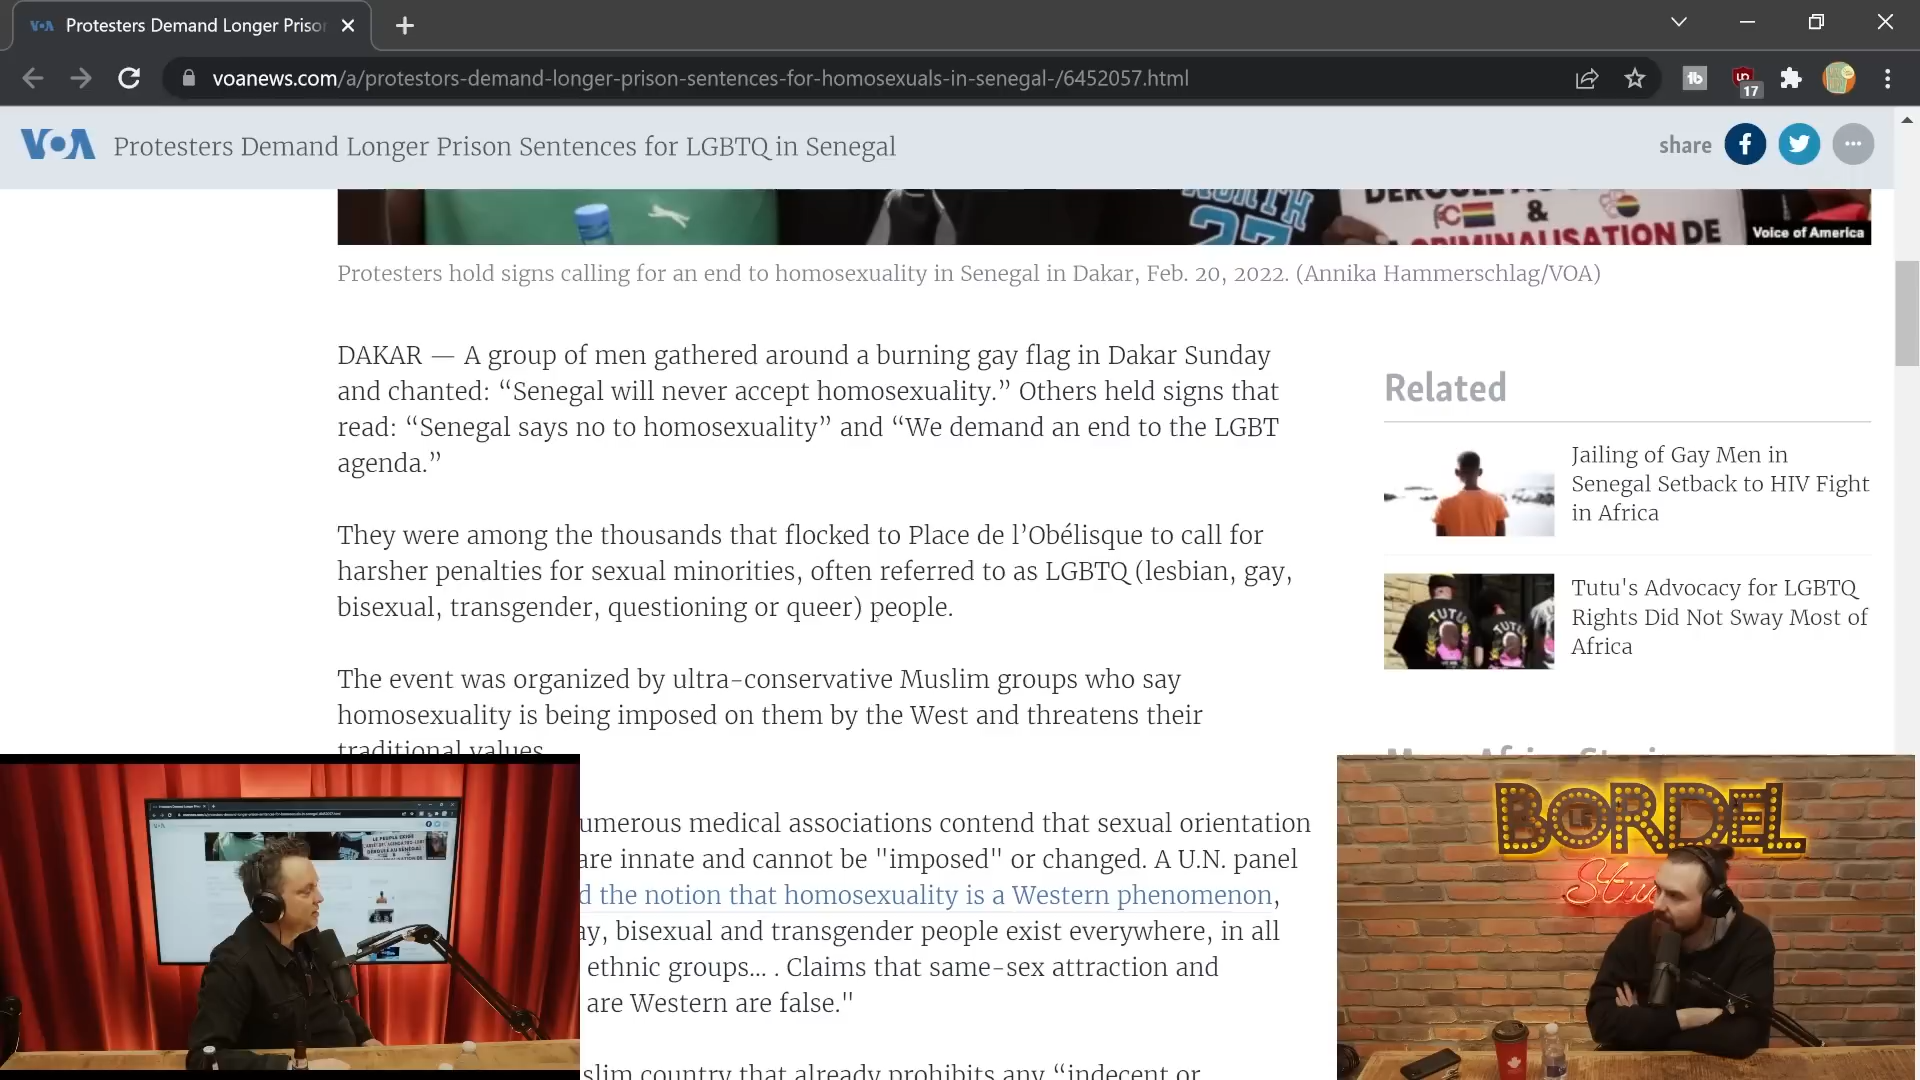 VOA Protesters Demand Longer Priso
voanews.com/a/protestors-demand-longer-prison-sentences-for-homosexuals-in-senegal-/6452057.html
17
VOA Protesters Demand Longer Prison Sentences for LGBTQ in Senegal
share
NORTH
27
&
CRIMINALISATION DE
Voice of America
Protesters hold signs calling for an end to homosexuality in Senegal in Dakar, Feb. 20, 2022. (Annika Hammerschlag/VOA)
DAKAR — A group of men gathered around a burning gay flag in Dakar Sunday
and chanted: “Senegal will never accept homosexuality.” Others held signs that
read: “Senegal says no to homosexuality” and “We demand an end to the LGBT
agenda.”
They were among the thousands that flocked to Place de l’Obélisque to call for
harsher penalties for sexual minorities, often referred to as LGBTQ (lesbian, gay,
bisexual, transgender, questioning or queer) people.
The event was organized by ultra-conservative Muslim groups who say
homosexuality is being imposed on them by the West and threatens their
traditional values.
umerous medical associations contend that sexual orientation
are innate and cannot be "imposed" or changed. A U.N. panel
d the notion that homosexuality is a Western phenomenon,
ay, bisexual and transgender people exist everywhere, in all
ethnic groups... . Claims that same-sex attraction and
are Western are false."
slim country that already prohibits any “indecent or
Related
Jailing of Gay Men in
Senegal Setback to HIV Fight
in Africa
TUTU
TUTU
Tutu's Advocacy for LGBTQ
Rights Did Not Sway Most of
Africa
LE
BORDEL